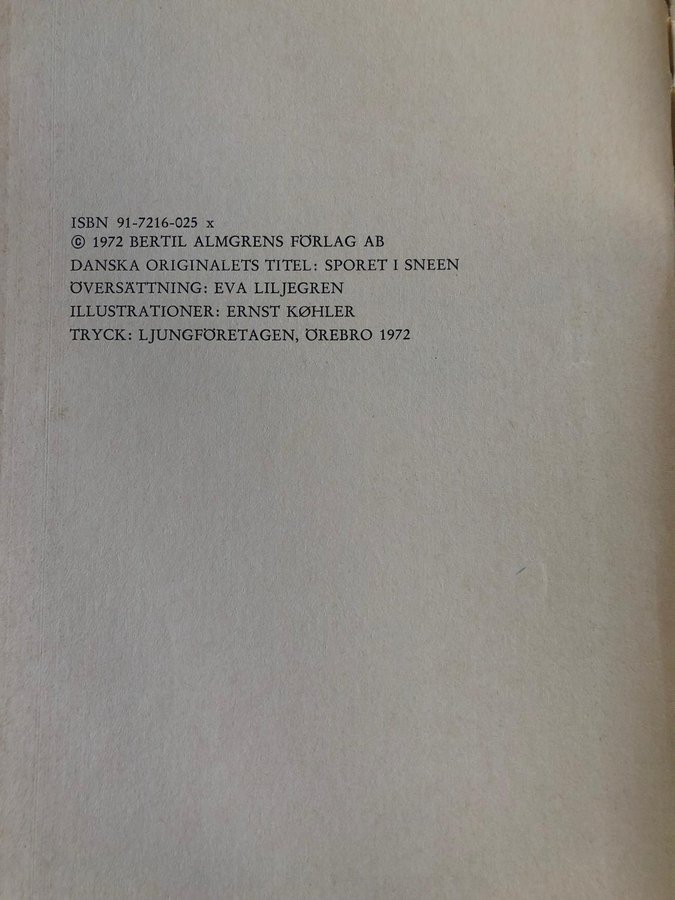 ISBN 91-7216-025 x
© 1972 BERTIL ALMGRENS FÖRLAG AB
DANSKA ORIGINALETS TITEL: SPORET I SNEEN
ÖVERSÄTTNING: EVA LILJEGREN
ILLUSTRATIONER: ERNST KØHLER
TRYCK: LJUNGFÖRETAGEN, ÖREBRO 1972